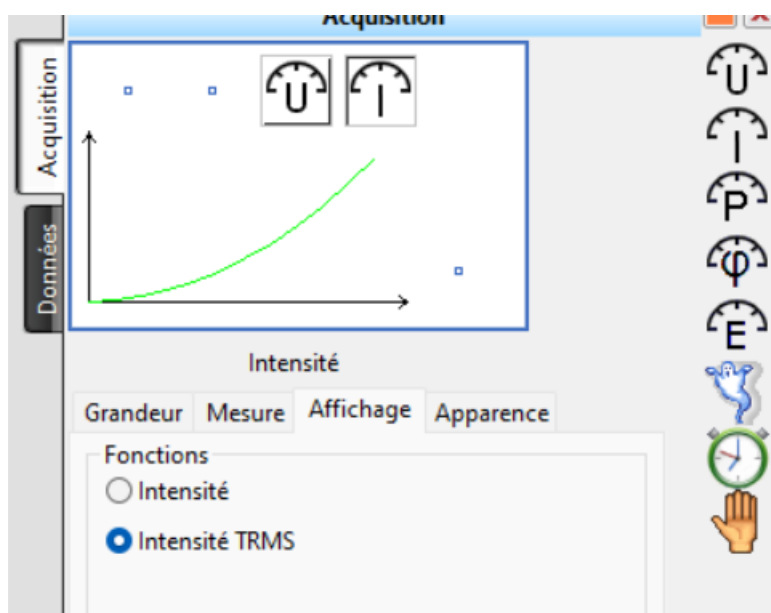 Acquisition
Acquisition
Données
U
I
U
I
P
φ
E
Intensité
Grandeur Mesure Affichage Apparence
Fonctions
Intensité
Intensité TRMS